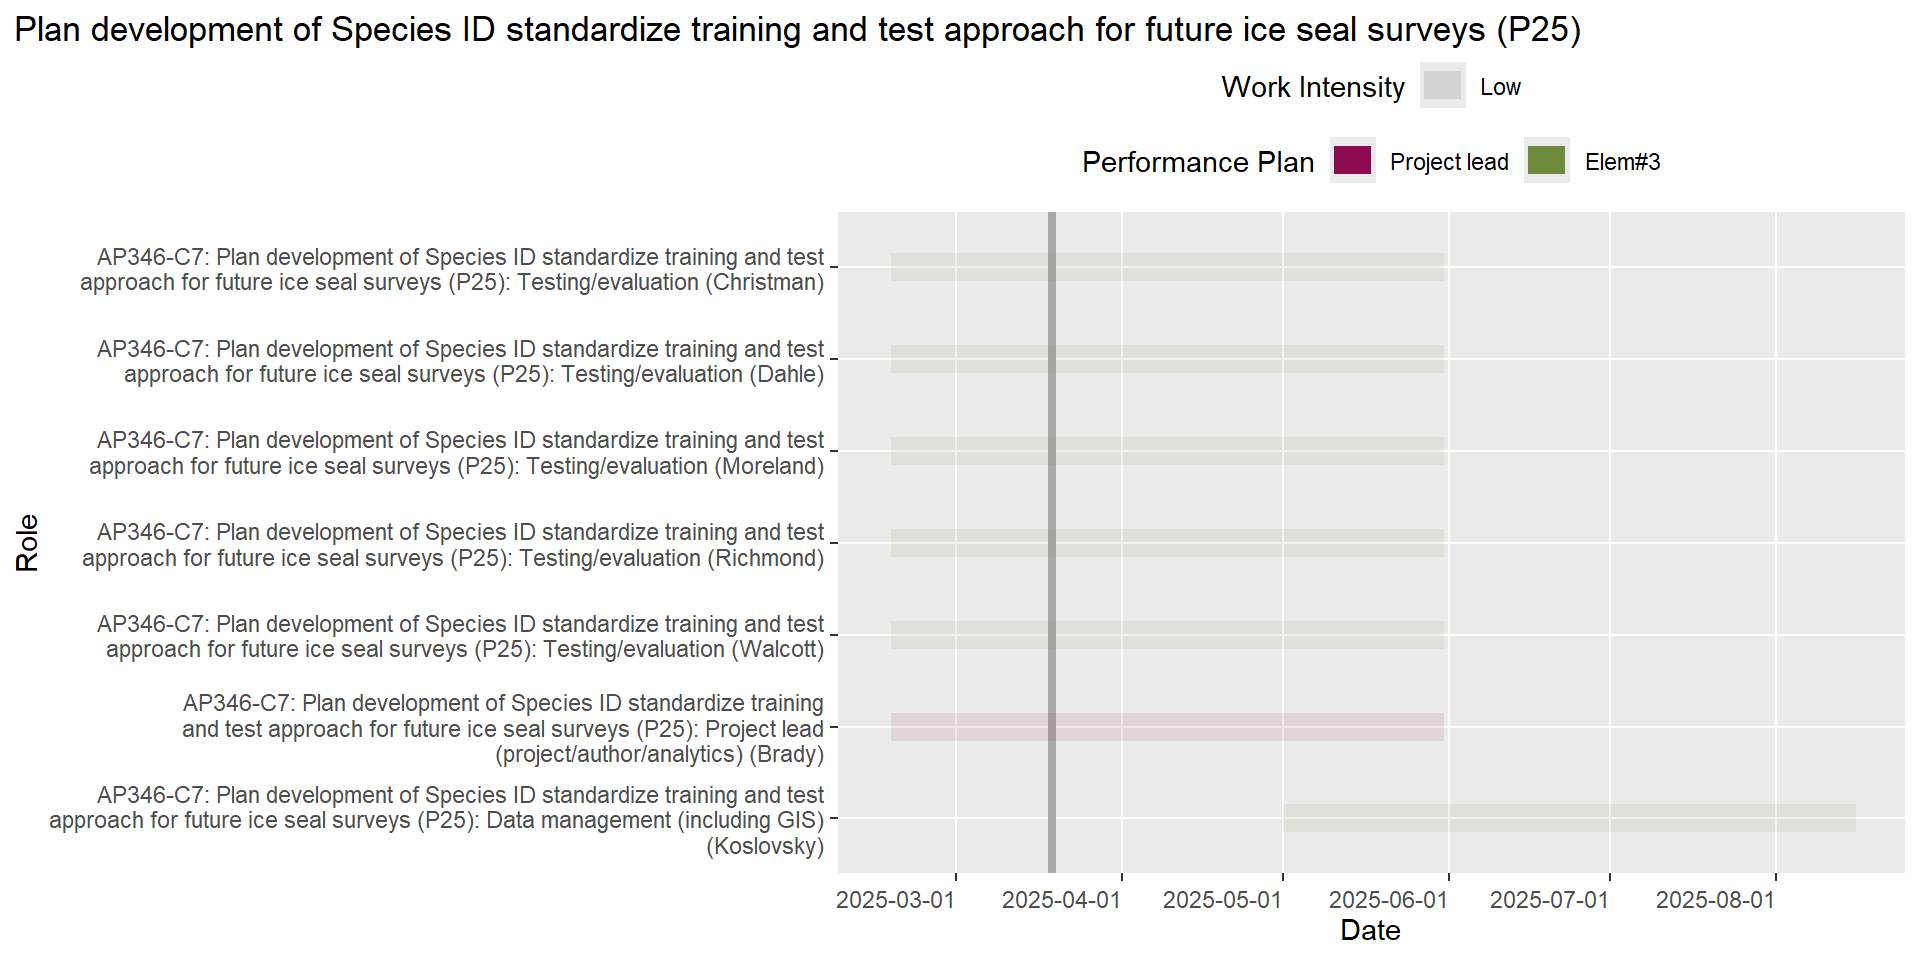 Plan development of Species ID standardize training and test approach for future ice seal surveys (P25)
Work Intensity Low
Performance Plan Project lead Elem#3
AP346-C7: Plan development of Species ID standardize training and test
approach for future ice seal surveys (P25): Testing/evaluation (Christman)
AP346-C7: Plan development of Species ID standardize training and test
approach for future ice seal surveys (P25): Testing/evaluation (Dahle)
AP346-C7: Plan development of Species ID standardize training and test
approach for future ice seal surveys (P25): Testing/evaluation (Moreland)
AP346-C7: Plan development of Species ID standardize training and test
approach for future ice seal surveys (P25): Testing/evaluation (Richmond)
AP346-C7: Plan development of Species ID standardize training and test
approach for future ice seal surveys (P25): Testing/evaluation (Walcott)
AP346-C7: Plan development of Species ID standardize training
and test approach for future ice seal surveys (P25): Project lead
(project/author/analytics) (Brady)
AP346-C7: Plan development of Species ID standardize training and test
approach for future ice seal surveys (P25): Data management (including GIS)
(Koslovsky)
Role
2025-03-01 2025-04-01 2025-05-01 2025-06-01 2025-07-01 2025-08-01
Date